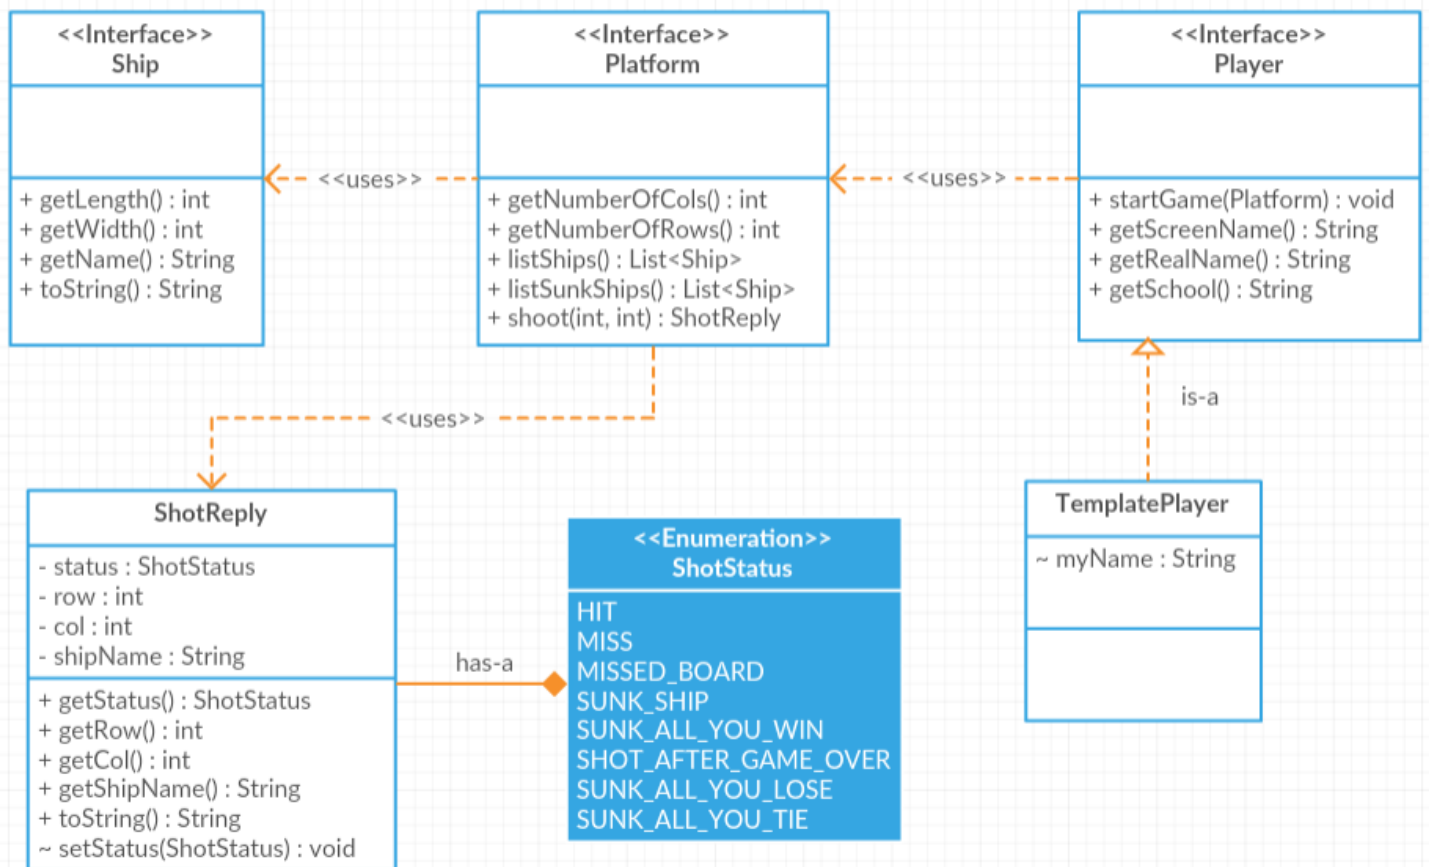 <<Interface>>
Ship
+ getLength() : int
+ getWidth() : int
+ getName() : String
+ toString() : String
<<uses>>
<<Interface>>
Platform
+ getNumberOfCols() : int
+ getNumberOfRows() : int
+ listShips() : List<Ship>
+ listSunkShips() : List<Ship>
+ shoot(int, int) : ShotReply
<<uses>>
<<Interface>>
Player
+ startGame(Platform) : void
+ getScreenName() : String
+ getRealName() : String
+ getSchool() : String
<<uses>>
is-a
ShotReply
- status : ShotStatus
- row : int
- col : int
- shipName : String
+ getStatus() : ShotStatus
+ getRow() : int
+ getCol() : int
+ getShipName() : String
+ toString() : String
~ setStatus(ShotStatus) : void
has-a
<<Enumeration>>
ShotStatus
HIT
MISS
MISSED_BOARD
SUNK_SHIP
SUNK_ALL_YOU_WIN
SHOT_AFTER_GAME_OVER
SUNK_ALL_YOU_LOSE
SUNK_ALL_YOU_TIE
TemplatePlayer
~ myName : String